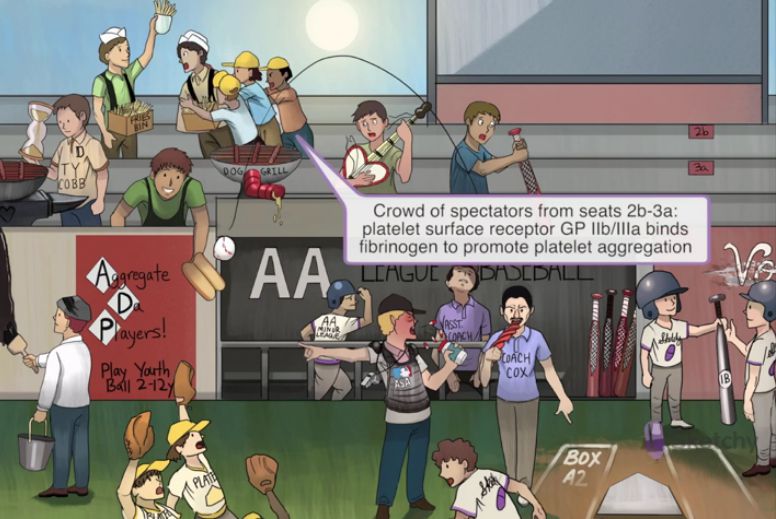 FRIES
BIN
2b
3a
D
TY
COBB
DOG GRILL
Crowd of spectators from seats 2b-3a:
platelet surface receptor GP IIb/IIIa binds
fibrinogen to promote platelet aggregation
AA LEAGUE BASEBALL
Aggregate
Da
Players!
Play Youth
Ball 2-12y
AA
MINOR
LEAGUE
ASST.
COACH
ASA
COACH
COX
IB
Sketchy
BOX
A2